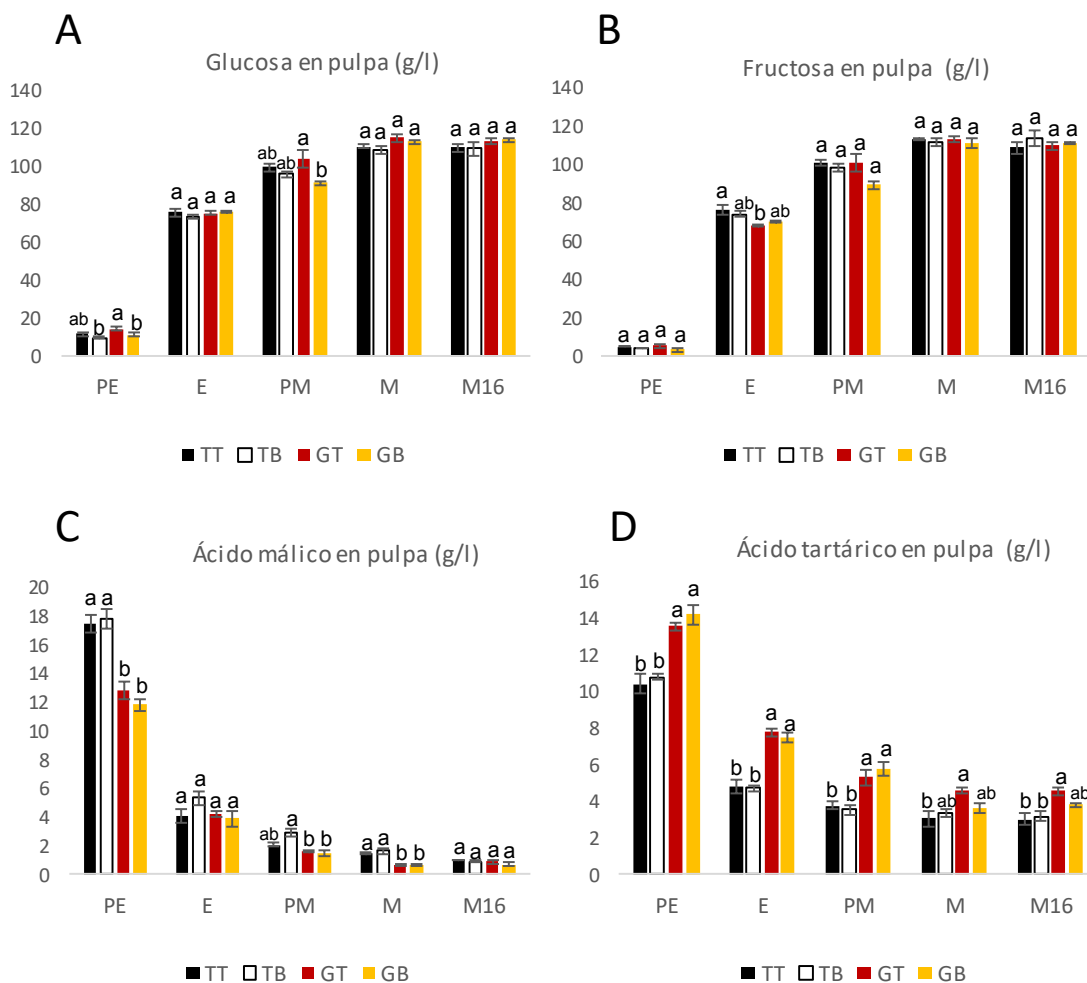 A
Glucosa en pulpa (g/l)
140
120
100
80
60
40
20
0
ab b a b
a a a a
ab ab a b
a a a a
a a a a
PE E PM M M16
TT TB GT GB
B
Fructosa en pulpa (g/l)
140
120
100
80
60
40
20
0
a a a a
a ab b ab
a a a a
a a a a
a a a a
PE E PM M M16
TT TB GT GB
C
Ácido málico en pulpa (g/l)
20
18
16
14
12
10
8
6
4
2
0
a a b b
a a a a
ab a b b
a a b b
a a a a
PE E PM M M16
TT TB GT GB
D
Ácido tartárico en pulpa (g/l)
16
14
12
10
8
6
4
2
0
b b a a
b b a a
b b a a
b ab a ab
b b a ab
PE E PM M M16
TT TB GT GB